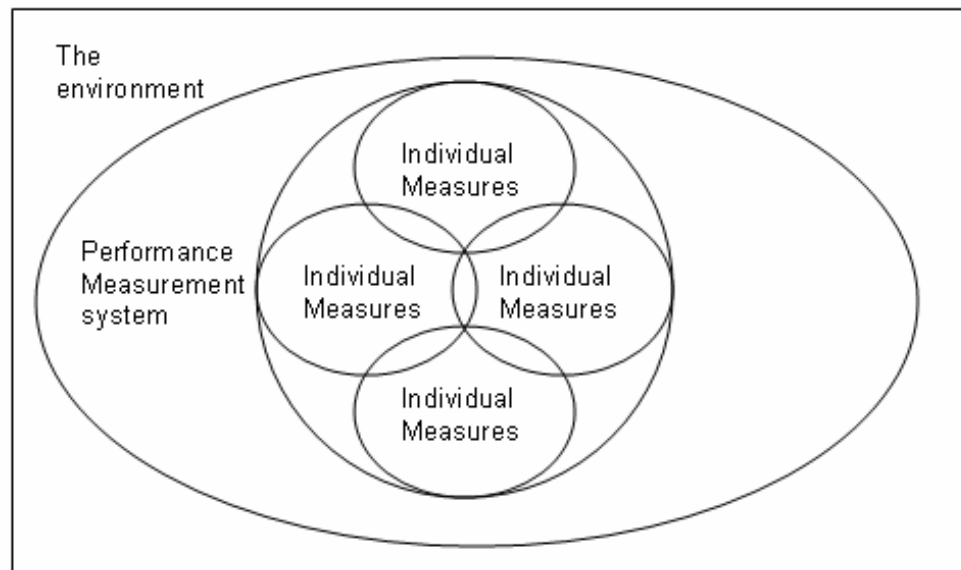 The
environment
Individual
Measures
Performance
Measurement
system
Individual
Measures
Individual
Measures
Individual
Measures